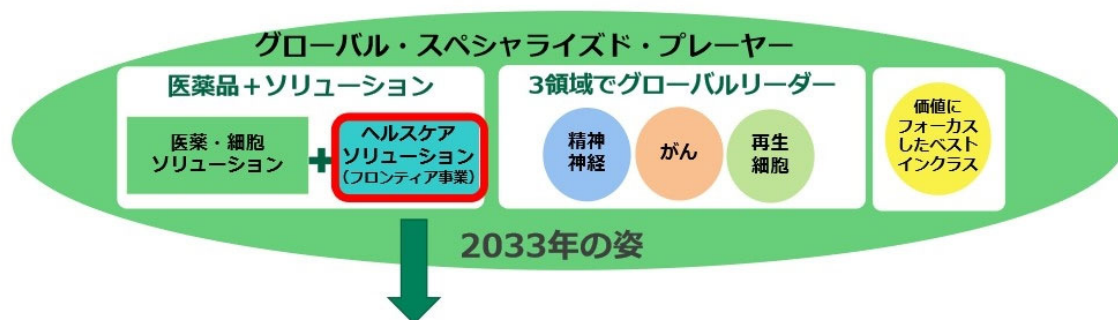 グローバル・スペシャライズド・プレーヤー
医薬品＋ソリューション
医薬・細胞
ソリューション
+
ヘルスケア
ソリューション
（フロンティア事業）
3領域でグローバルリーダー
精神
神経
がん
再生
細胞
価値に
フォーカス
したベスト
インクラス
2033年の姿